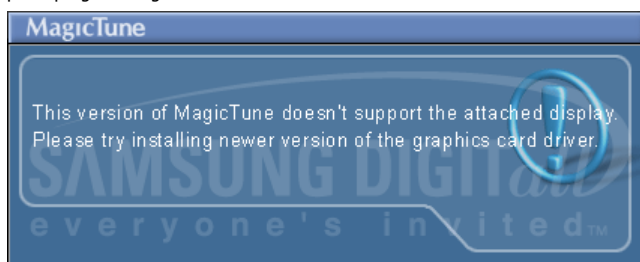 MagicTune
This version of MagicTune doesn't support the attached display.
Please try installing newer version of the graphics card driver.
SAMSUNG DIGITall
everyone's invited™